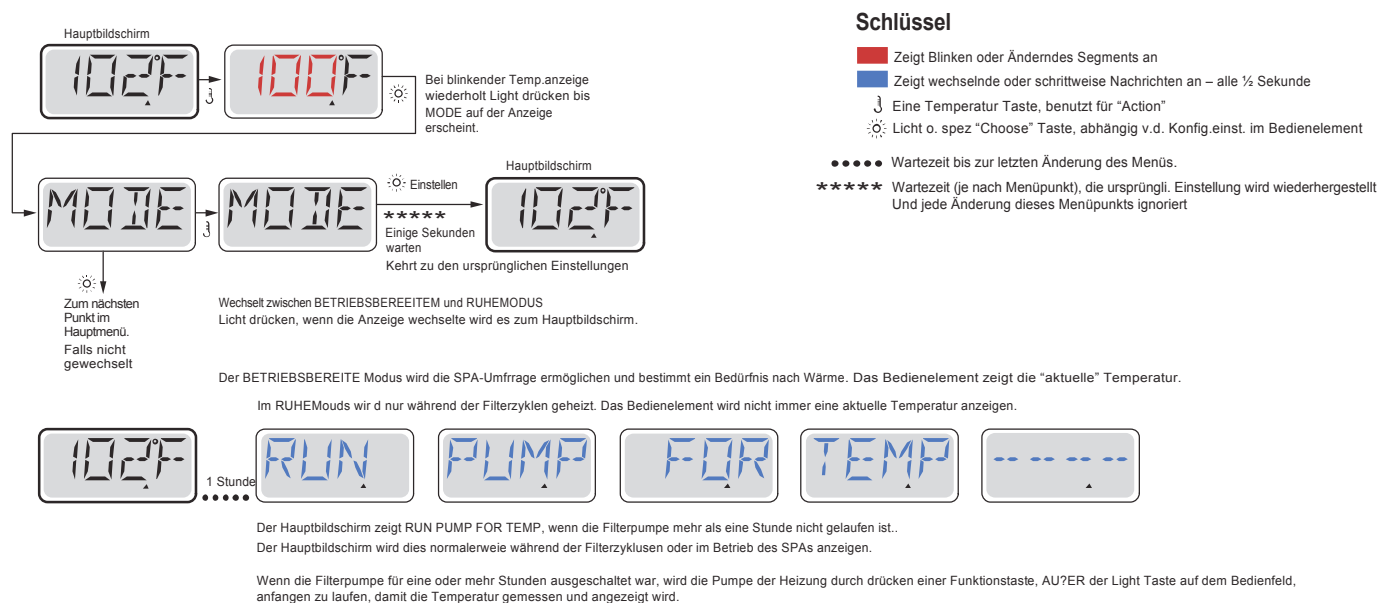 Schlüssel
Zeigt Blinken oder Änderndes Segments an
Zeigt wechselnde oder schrittweise Nachrichten an – alle ½ Sekunde
Eine Temperatur Taste, benutzt für “Action”
Licht o. spez “Choose” Taste, abhängig v.d. Konfig.einst. im Bedienelement
••••• Wartezeit bis zur letzten Änderung des Menüs.
***** Wartezeit (je nach Menüpunkt), die ursprüngli. Einstellung wird wiederhergestellt
Und jede Änderung dieses Menüpunkts ignoriert
Hauptbildschirm
102°F
100°F
Bei blinkender Temp.anzeige
wiederholt Light drücken bis
MODE auf der Anzeige
erscheint.
MODE
MODE
Einstellen
*****
Einige Sekunden
warten
Kehrt zu den ursprünglichen Einstellungen
Hauptbildschirm
102°F
Zum nächsten
Punkt im
Hauptmenü.
Falls nicht
gewechselt
Wechselt zwischen BETRIEBSBEREEITEM und RUHEMODUS
Licht drücken, wenn die Anzeige wechselte wird es zum Hauptbildschirm.
Der BETRIEBSBEREITE Modus wird die SPA-Umfrrage ermöglichen und bestimmt ein Bedürfnis nach Wärme. Das Bedienelement zeigt die “aktuelle” Temperatur.
Im RUHEMouds wir d nur während der Filterzyklen geheizt. Das Bedienelement wird nicht immer eine aktuelle Temperatur anzeigen.
102°F
1 Stunde
•••••
RUN
PUMP
FOR
TEMP
-- -- -- --
Der Hauptbildschirm zeigt RUN PUMP FOR TEMP, wenn die Filterpumpe mehr als eine Stunde nicht gelaufen ist..
Der Hauptbildschirm wird dies normalerweie während der Filterzyklusen oder im Betrieb des SPAs anzeigen.
Wenn die Filterpumpe für eine oder mehr Stunden ausgeschaltet war, wird die Pumpe der Heizung durch drücken einer Funktionstaste, AU?ER der Light Taste auf dem Bedienfeld,
anfangen zu laufen, damit die Temperatur gemessen und angezeigt wird.